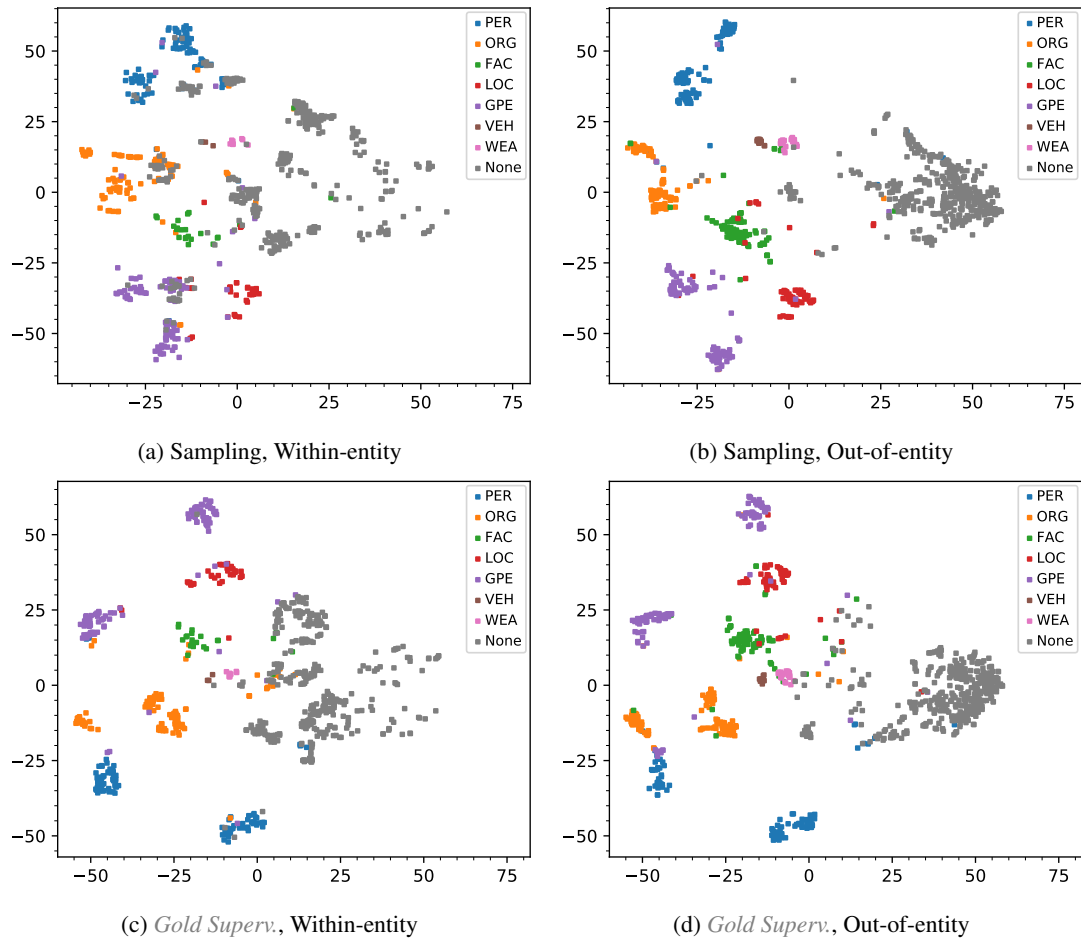 50
25
0
−25
−50
−25
0
25
50
75
PER
ORG
FAC
LOC
GPE
VEH
WEA
None
(a) Sampling, Within-entity
50
25
0
−25
−50
−25
0
25
50
75
PER
ORG
FAC
LOC
GPE
VEH
WEA
None
(b) Sampling, Out-of-entity
50
25
0
−25
−50
−50
−25
0
25
50
75
PER
ORG
FAC
LOC
GPE
VEH
WEA
None
(c) Gold Superv., Within-entity
50
25
0
−25
−50
−50
−25
0
25
50
75
PER
ORG
FAC
LOC
GPE
VEH
WEA
None
(d) Gold Superv., Out-of-entity